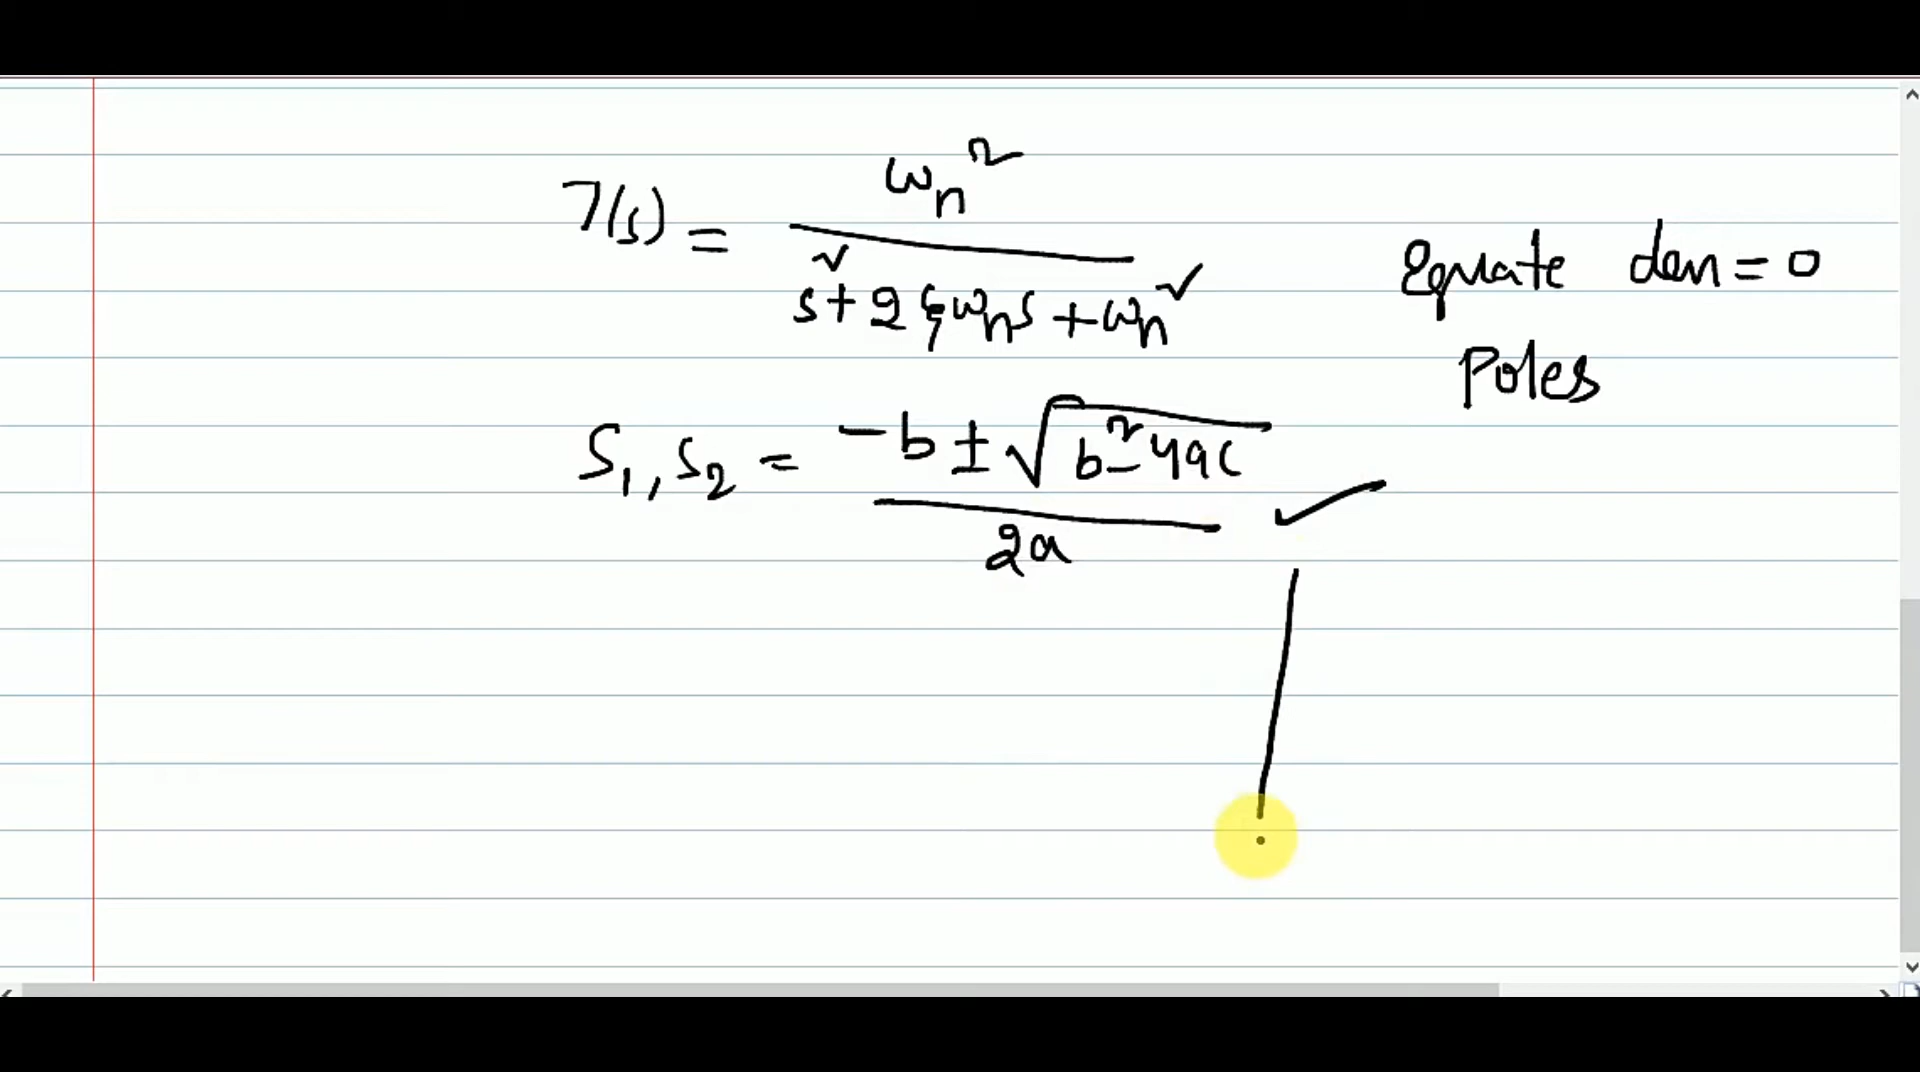 T(s) = ωn² / (s² + 2ζωns + ωn²)
Equate den = 0
Poles
S1, S2 = (-b ± √(b² - 4ac)) / 2a